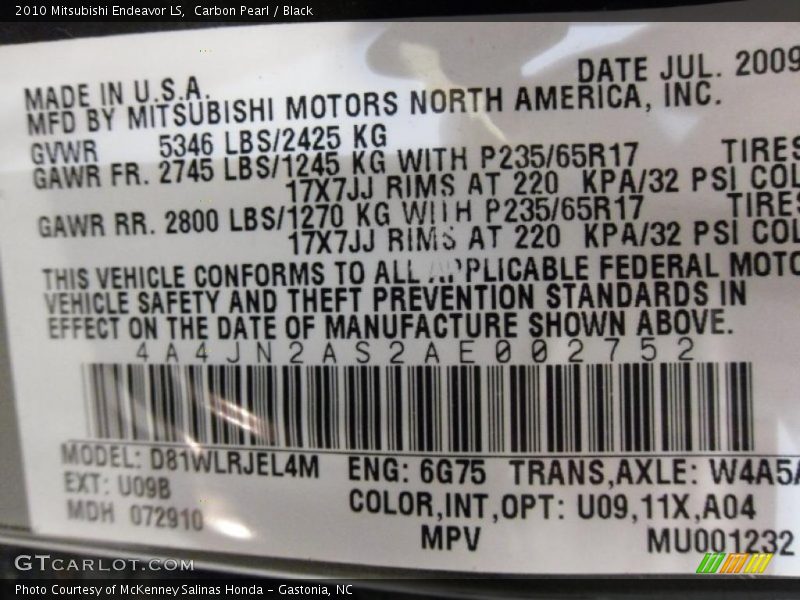 2010 Mitsubishi Endeavor LS,  Carbon Pearl / Black
DATE JUL. 2009
MADE IN U.S.A.
MFD BY MITSUBISHI MOTORS NORTH AMERICA, INC.
GVWR 5346 LBS/2425 KG
GAWR FR. 2745 LBS/1245 KG WITH P235/65R17 TIRES
17X7JJ RIMS AT 220 KPA/32 PSI COL
GAWR RR. 2800 LBS/1270 KG WITH P235/65R17 TIRES
17X7JJ RIMS AT 220 KPA/32 PSI COL
THIS VEHICLE CONFORMS TO ALL APPLICABLE FEDERAL MOTO
VEHICLE SAFETY AND THEFT PREVENTION STANDARDS IN
EFFECT ON THE DATE OF MANUFACTURE SHOWN ABOVE.
4A4JN2AS2AE002752
MODEL: D81WLRJEL4M ENG: 6G75 TRANS,AXLE: W4A5A
EXT: U09B COLOR,INT,OPT: U09,11X,A04
MDH 072910 MPV MU001232
GTCARLOT.COM
Photo Courtesy of McKenney Salinas Honda - Gastonia, NC